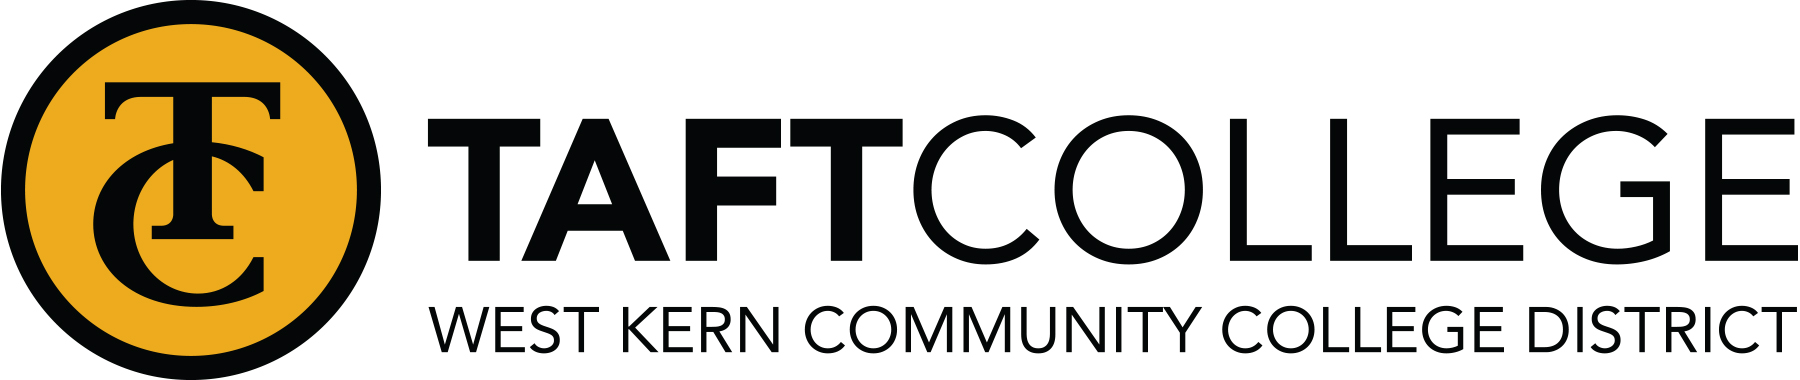 TC
TAFTCOLLEGE
WEST KERN COMMUNITY COLLEGE DISTRICT